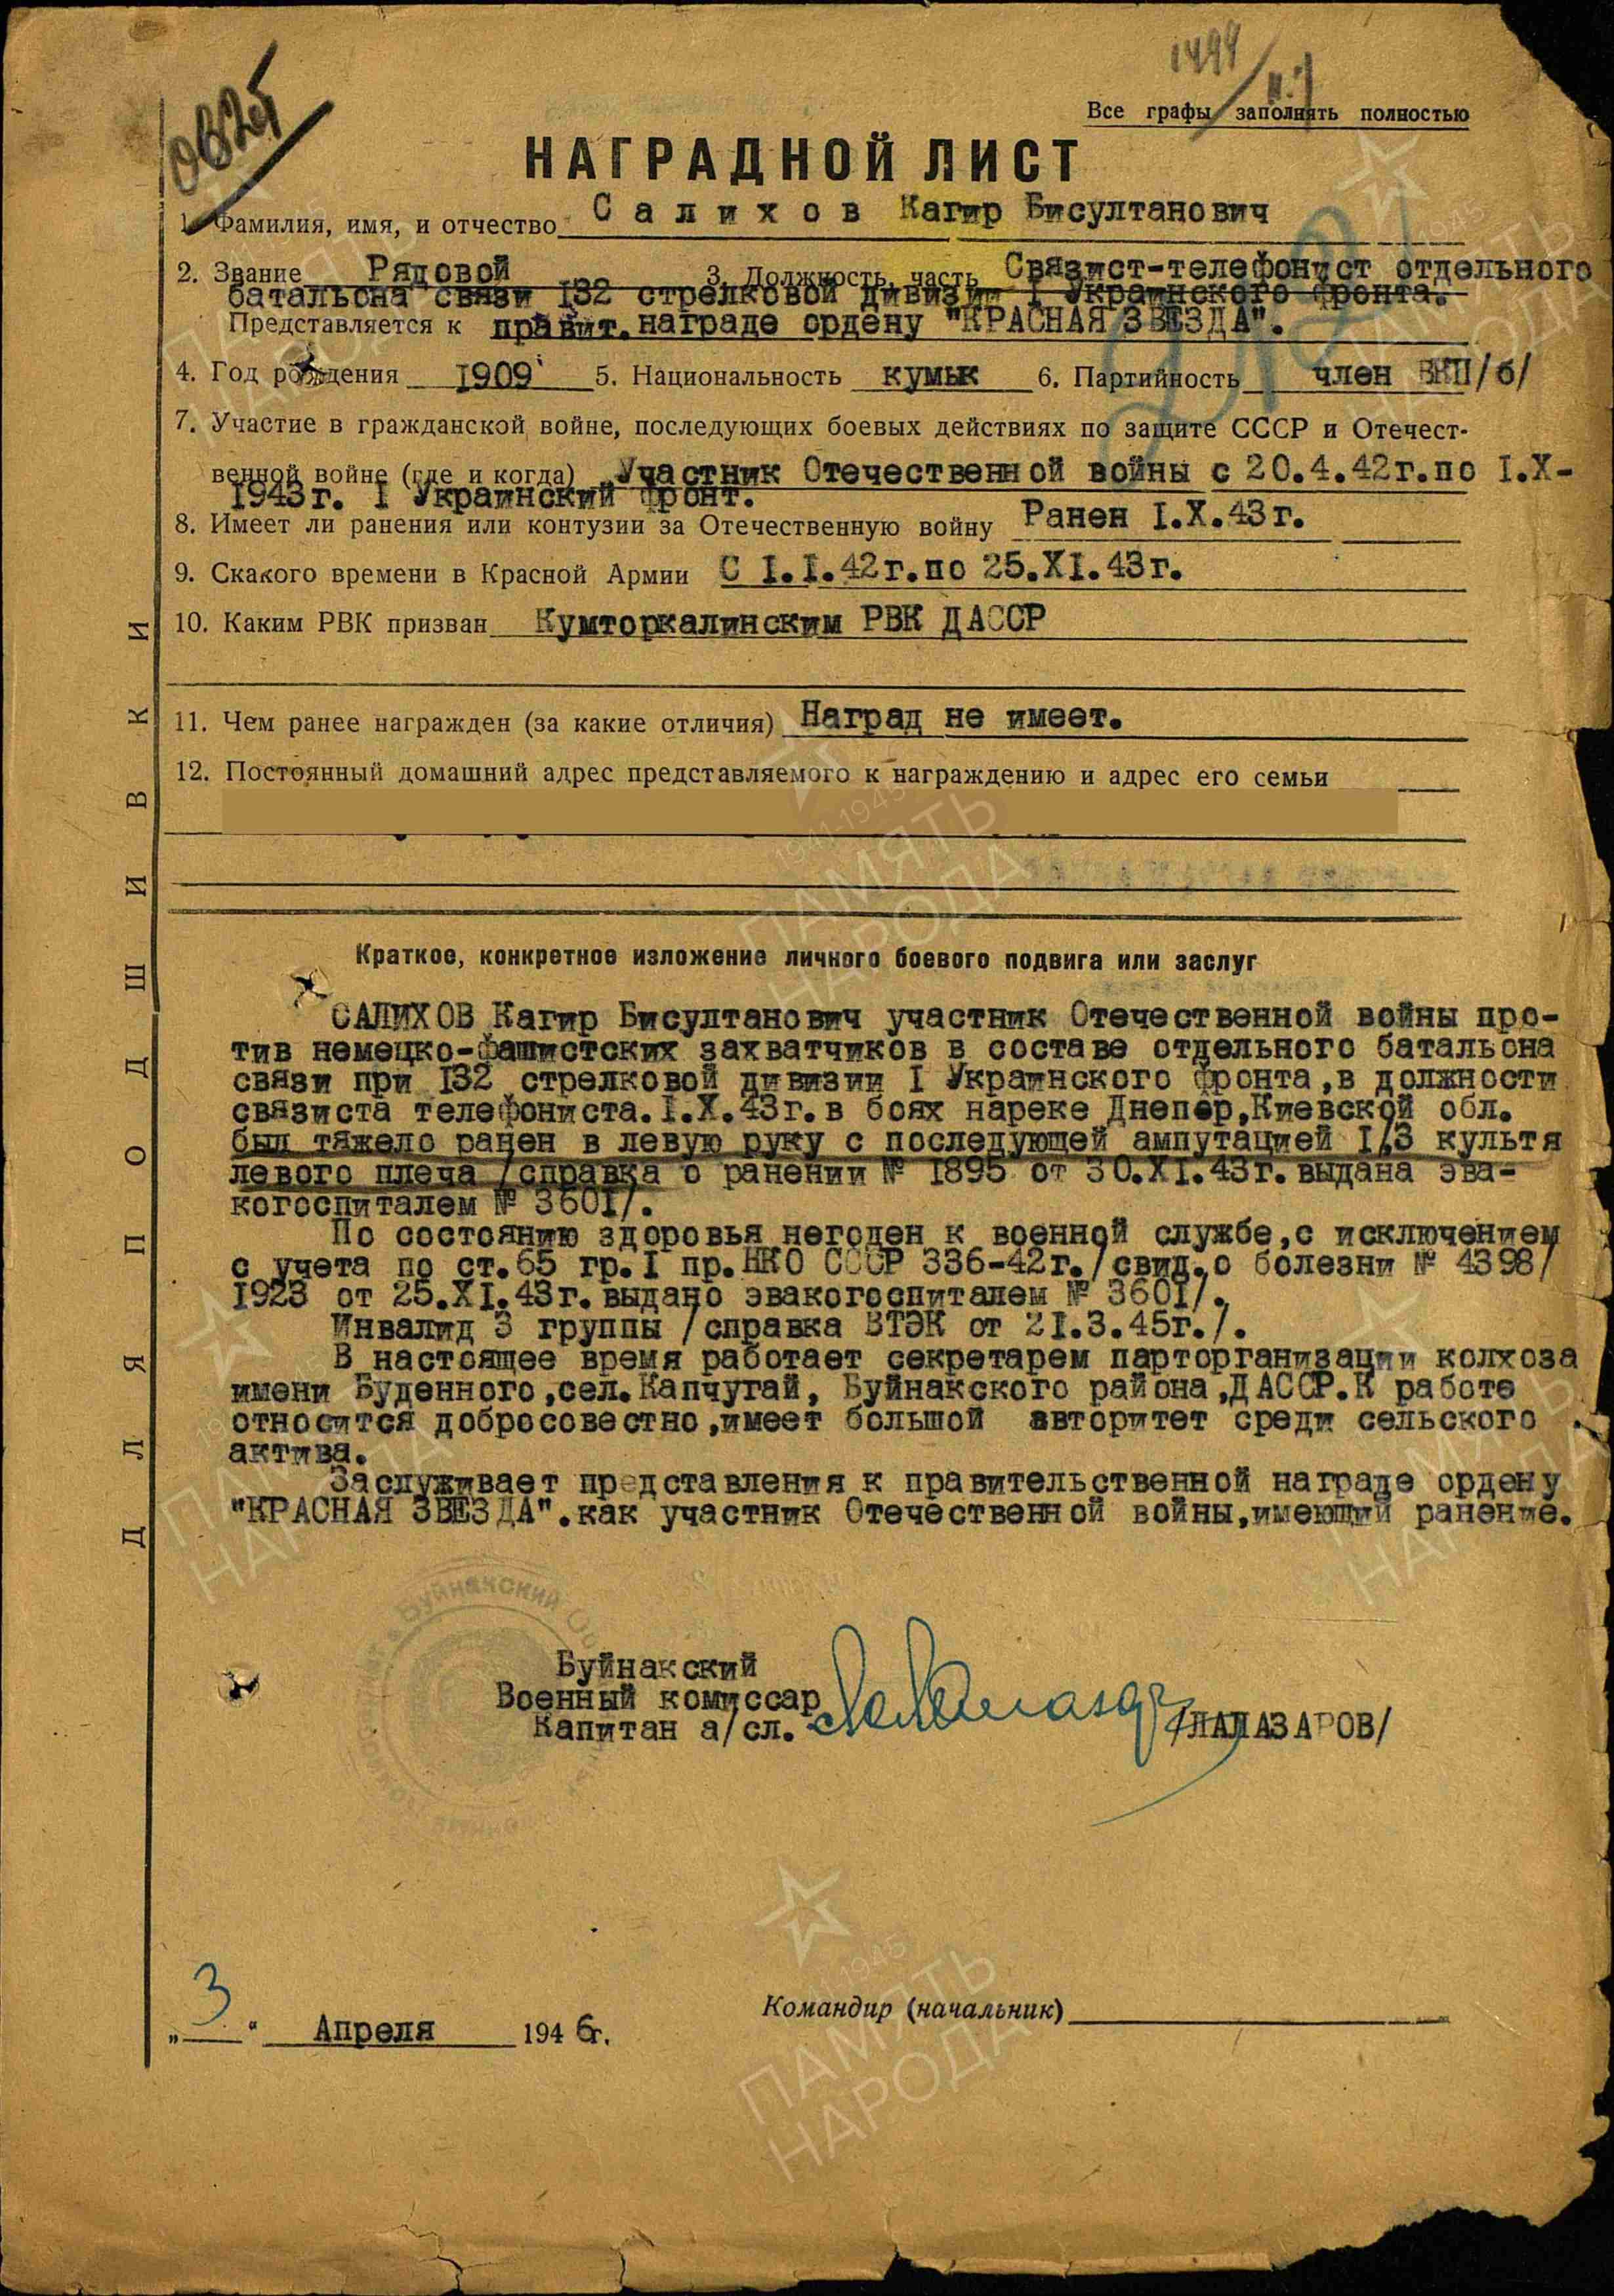 1444/
Все графы заполнять полностью
НАГРАДНОЙ ЛИСТ
1. Фамилия, имя, и отчество Салихов Кагир Бисултанович
2. Звание Рядовой 3. Должность, часть Связист-телефонист отдельного
батальона связи 132 стрелковой дивизии I Украинского фронта.
Представляется к правит. награде ордену "КРАСНАЯ ЗВЕЗДА".
4. Год рождения 1909 5. Национальность кумык 6. Партийность член ВКП/б/
7. Участие в гражданской войне, последующих боевых действиях по защите СССР и Отечест-
венной войне (где и когда) Участник Отечественной войны с 20.4.42г. по I.X-
1943г. I Украинский фронт.
8. Имеет ли ранения или контузии за Отечественную войну Ранен I.X.43г.
9. Скакого времени в Красной Армии С I.I.42г. по 25.XI.43г.
10. Каким РВК призван Кумторкалинским РВК ДАССР
11. Чем ранее награжден (за какие отличия) Наград не имеет.
12. Постоянный домашний адрес представляемого к награждению и адрес его семьи
Краткое, конкретное изложение личного боевого подвига или заслуг
САЛИХОВ Кагир Бисултанович участник Отечественной войны про-
тив немецко-фашистских захватчиков в составе отдельного батальона
связи при 132 стрелковой дивизии I Украинского фронта, в должности
связиста телефониста. I.X.43г. в боях нареке Днепер, Киевской обл.
был тяжело ранен в левую руку с последующей ампутацией I/3 культя
левого плеча /справка о ранении № 1895 от 30.XI.43г. выдана эва-
когоспиталем № 3601/.
По состоянию здоровья негоден к военной службе, с исключением
с учета по ст.65 гр.I пр.НКО СССР 336-42г. /свид. о болезни № 4398/
1923 от 25.XI.43г. выдано эвакогоспиталем № 3601/.
Инвалид 3 группы /справка ВТЭК от 21.3.45г./.
В настоящее время работает секретарем парторганизации колхоза
имени Буденного, сел. Капчугай, Буйнакского района, ДАССР. К работе
относится добросовестно, имеет большой авторитет среди сельского
актива.
Заслуживает представления к правительственной награде ордену
"КРАСНАЯ ЗВЕЗДА". как участник Отечественной войны, имеющий ранение.
Буйнакский
Военный комиссар
Капитан а/сл. /ЛАЛАЗАРОВ/
Командир (начальник)
„3“ Апреля 1946г.
ДЛЯ ПОДШИВКИ
ПАМЯТЬ НАРОДА
1941-1945